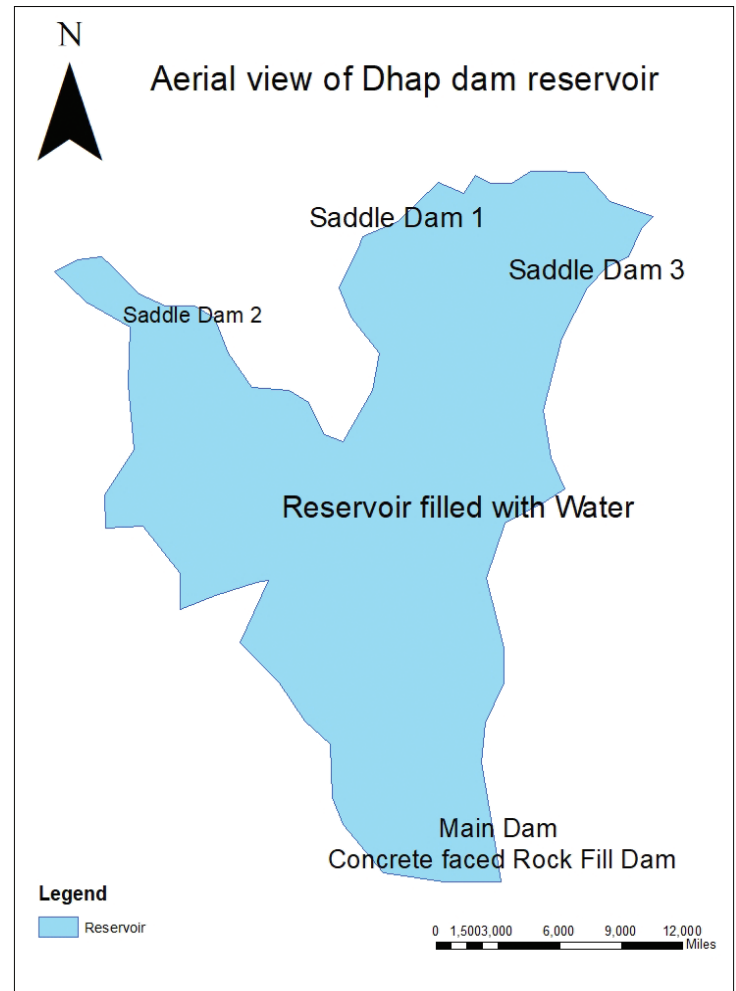 N
Aerial view of Dhap dam reservoir
Saddle Dam 1
Saddle Dam 3
Saddle Dam 2
Reservoir filled with Water
Main Dam
Concrete faced Rock Fill Dam
Legend
Reservoir
0 1,5003,000 6,000 9,000 12,000
Miles